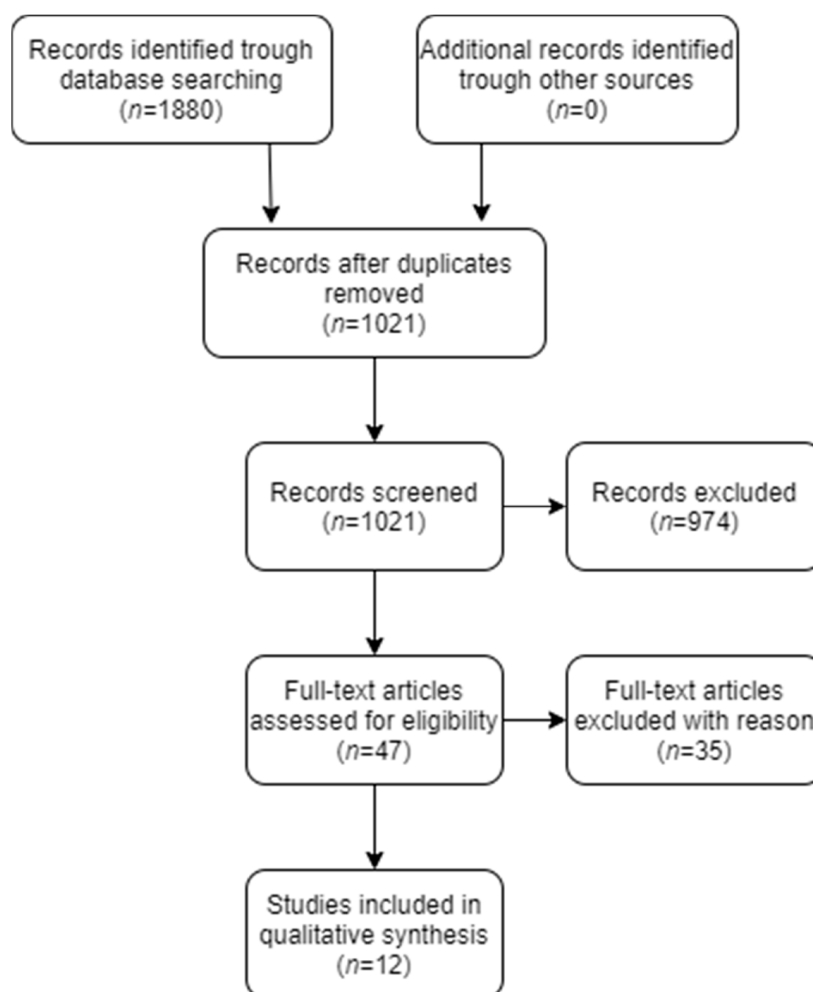 Records identified trough
database searching
(n=1880)
Additional records identified
trough other sources
(n=0)
Records after duplicates
removed
(n=1021)
Records screened
(n=1021)
Records excluded
(n=974)
Full-text articles
assessed for eligibility
(n=47)
Full-text articles
excluded with reason
(n=35)
Studies included in
qualitative synthesis
(n=12)